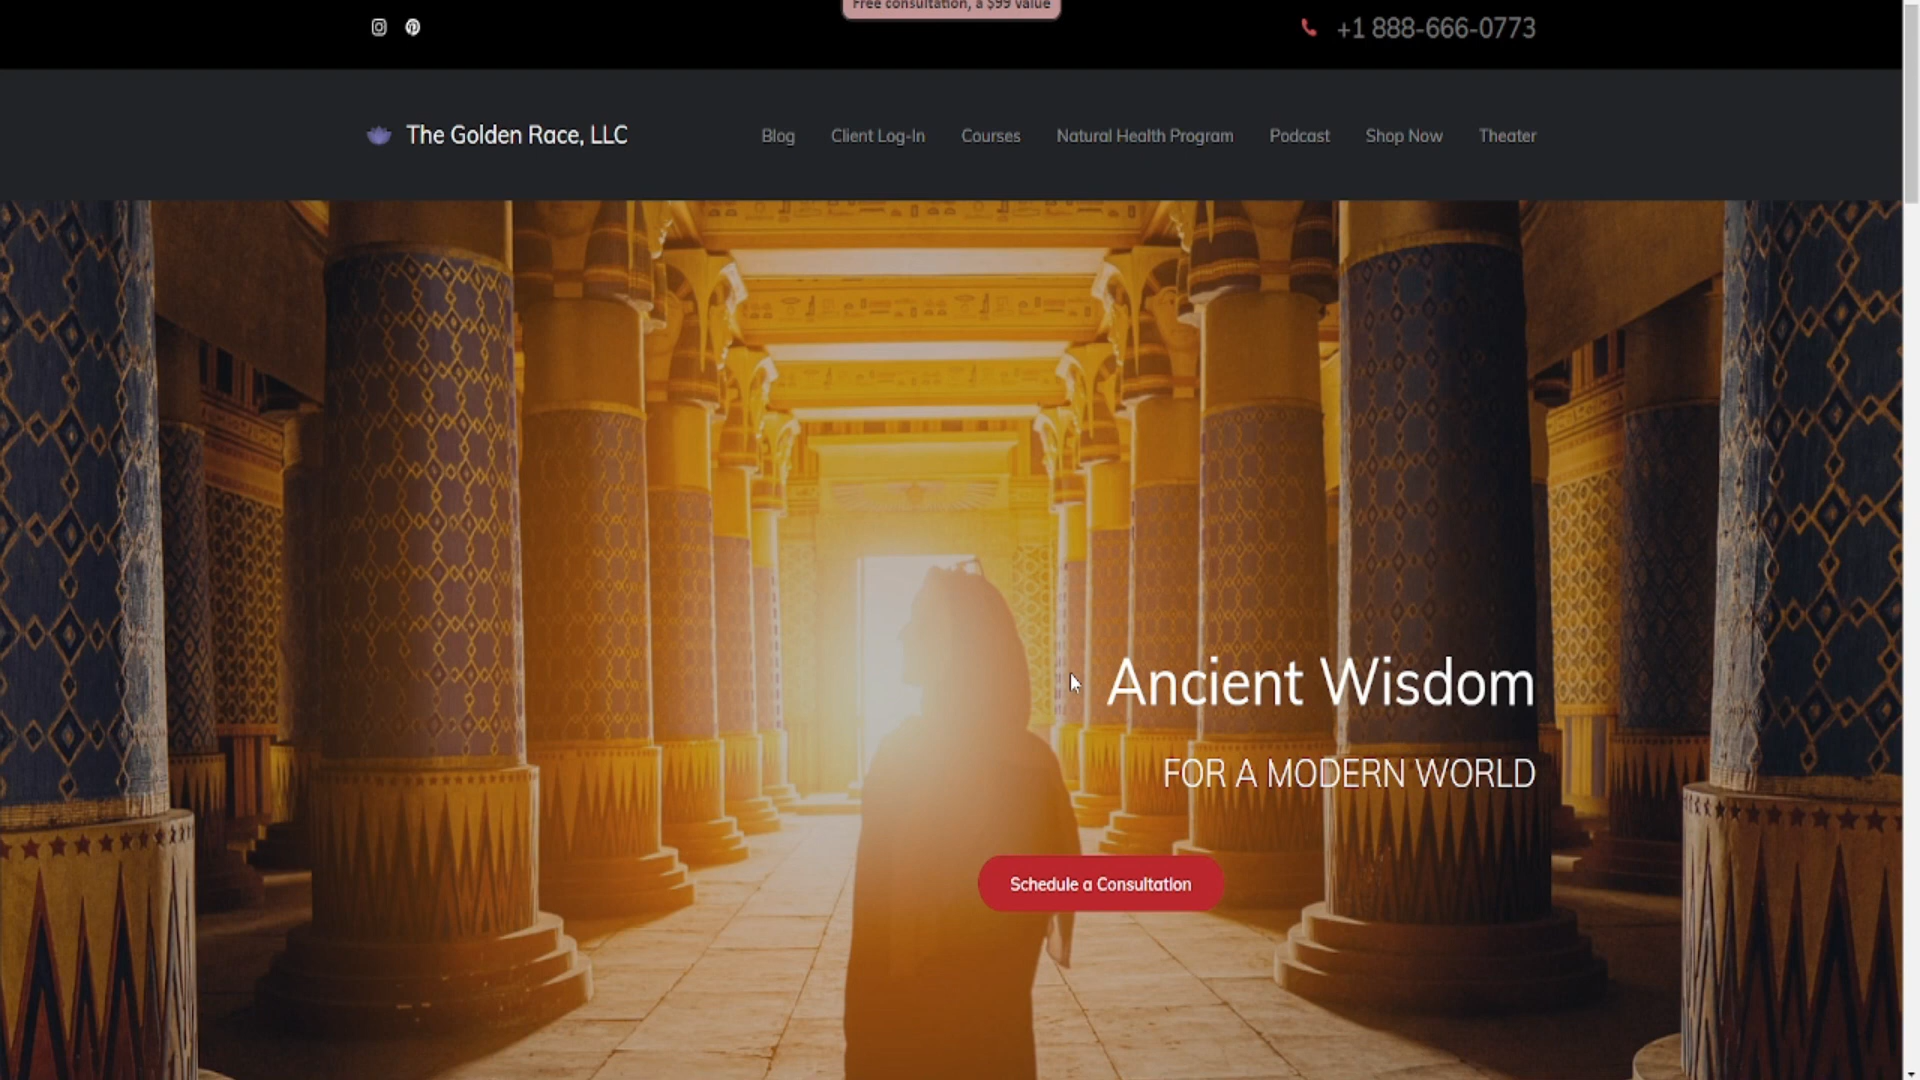 Free consultation, a $99 value
+1 888-666-0773
The Golden Race, LLC
Blog
Client Log-In
Courses
Natural Health Program
Podcast
Shop Now
Theater
Ancient Wisdom
FOR A MODERN WORLD
Schedule a Consultation